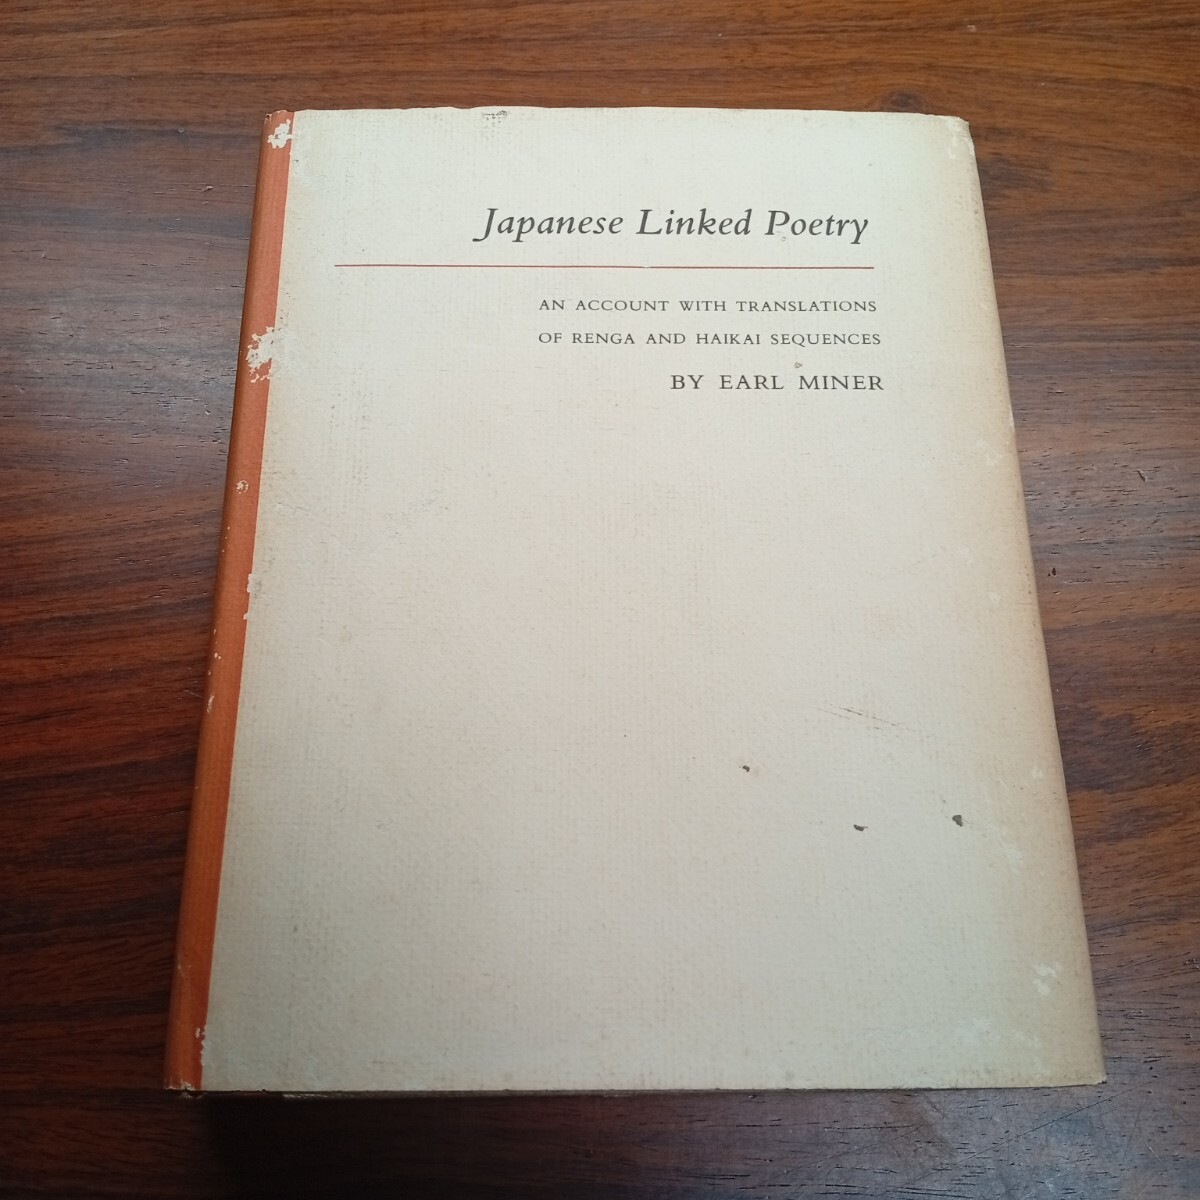 Japanese Linked Poetry
AN ACCOUNT WITH TRANSLATIONS
OF RENGA AND HAIKAI SEQUENCES
BY EARL MINER